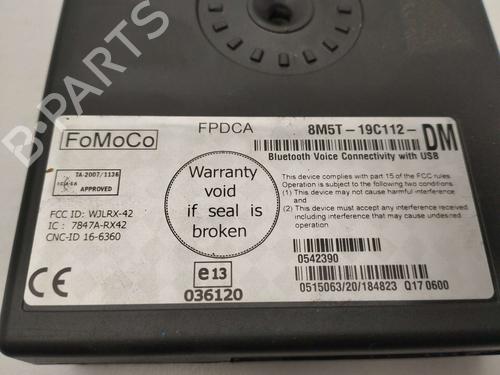 FoMoCo
FPDCA
8M5T-19C112-DM
Bluetooth Voice Connectivity with USB
TA-2007/1136
APPROVED
FCC ID: WJLRX-42
IC : 7847A-RX42
CNC-ID 16-6360
CE
Warranty
void
if seal is
broken
e13
036120
This device complies with part 15 of the FCC rules.
Operation is subject to the following two conditions:
(1) This device may not cause harmful interference,
and
(2) This device must accept any interference received,
including interference that may cause undesired
operation
0542390
0515063/20/184823 Q17 0600
B-PARTS